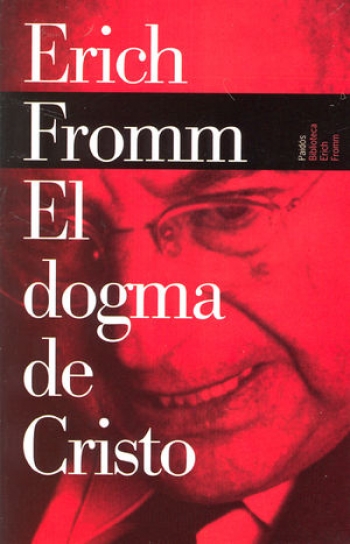 Erich
Fromm
El
dogma
de
Cristo
Paidós
Biblioteca
Erich
Fromm